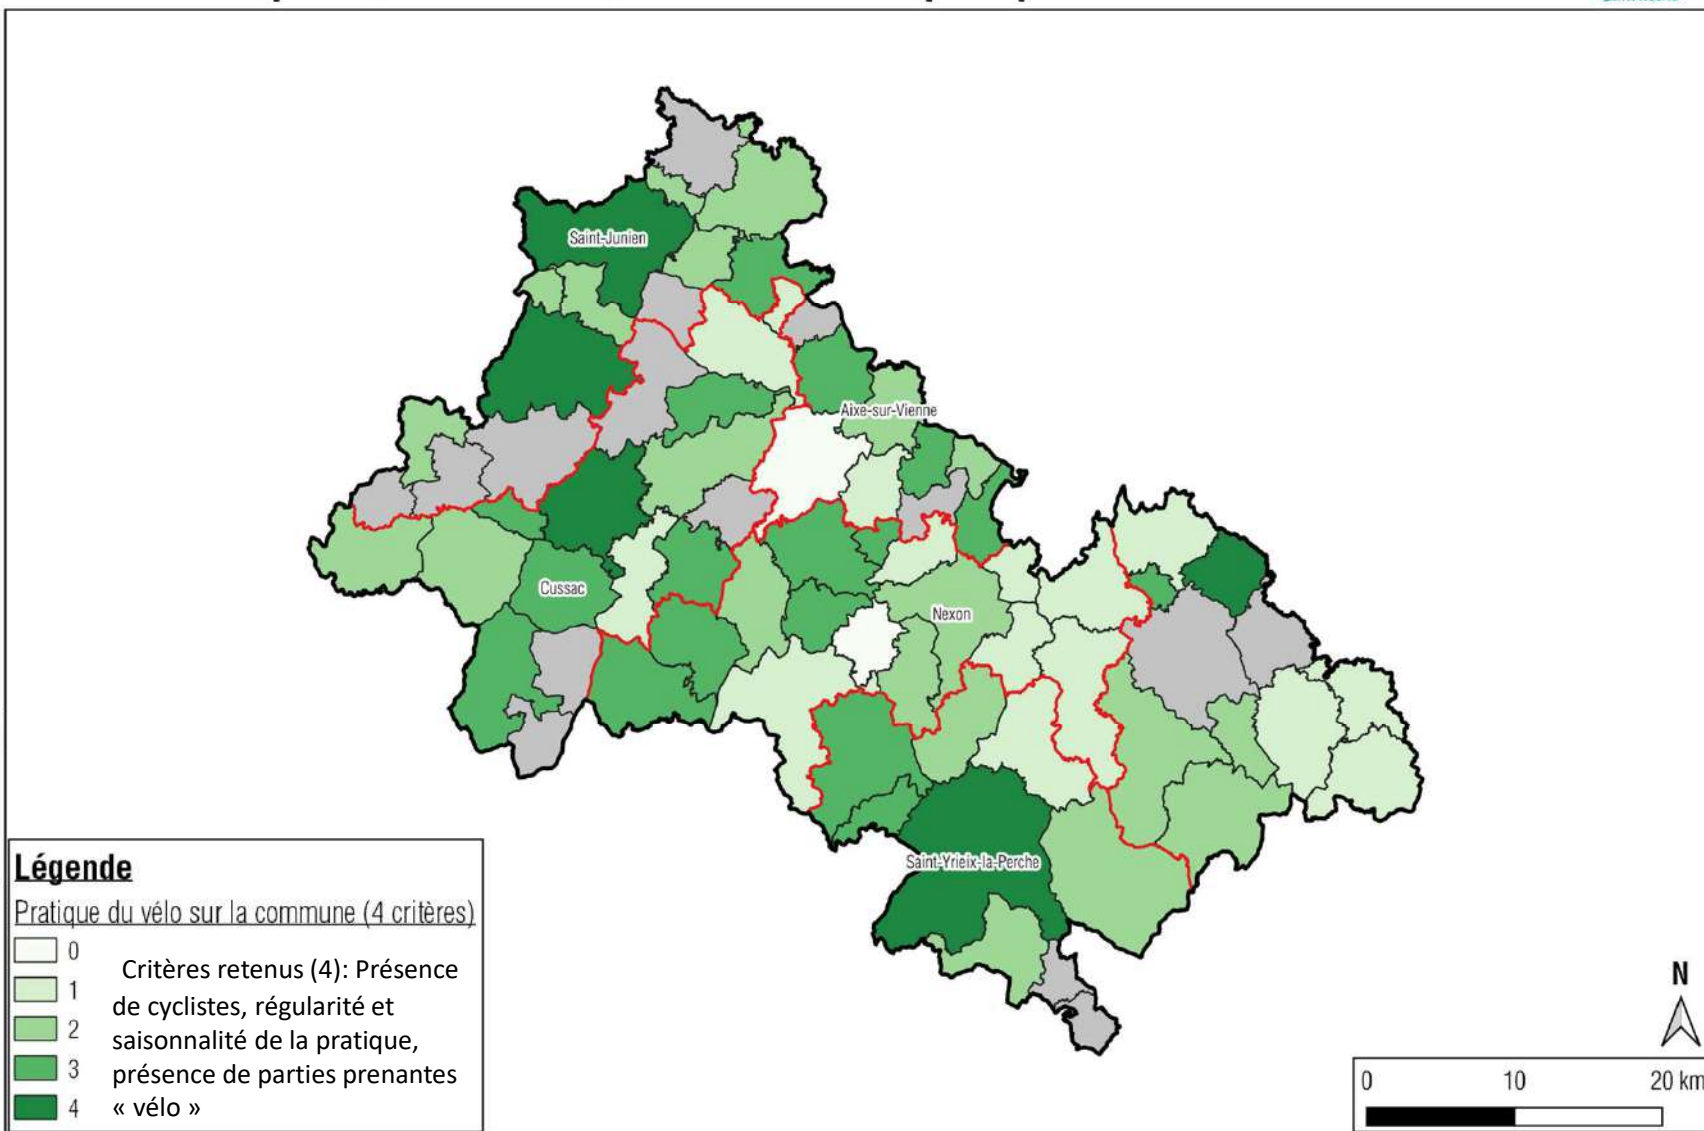 Saint-Junien
Aixe-sur-Vienne
Cussac
Nexon
Saint-Yrieix-la-Perche
Légende
Pratique du vélo sur la commune (4 critères)
0
1
2
3
4
Critères retenus (4): Présence
de cyclistes, régularité et
saisonnalité de la pratique,
présence de parties prenantes
« vélo »
N
0 10 20 km